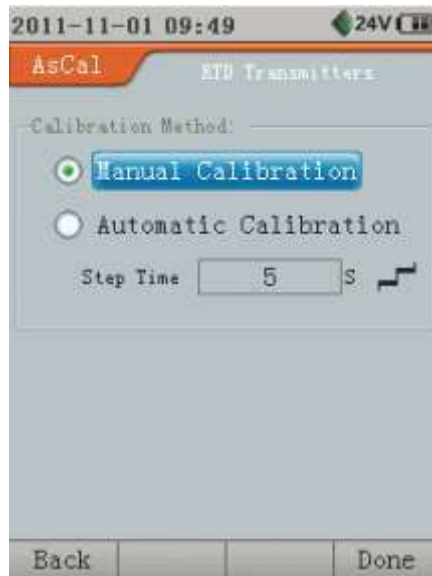 2011-11-01 09:49 24V
AsCal RTD Transmitters
Calibration Method:
Manual Calibration
Automatic Calibration
Step Time 5 S
Back Done